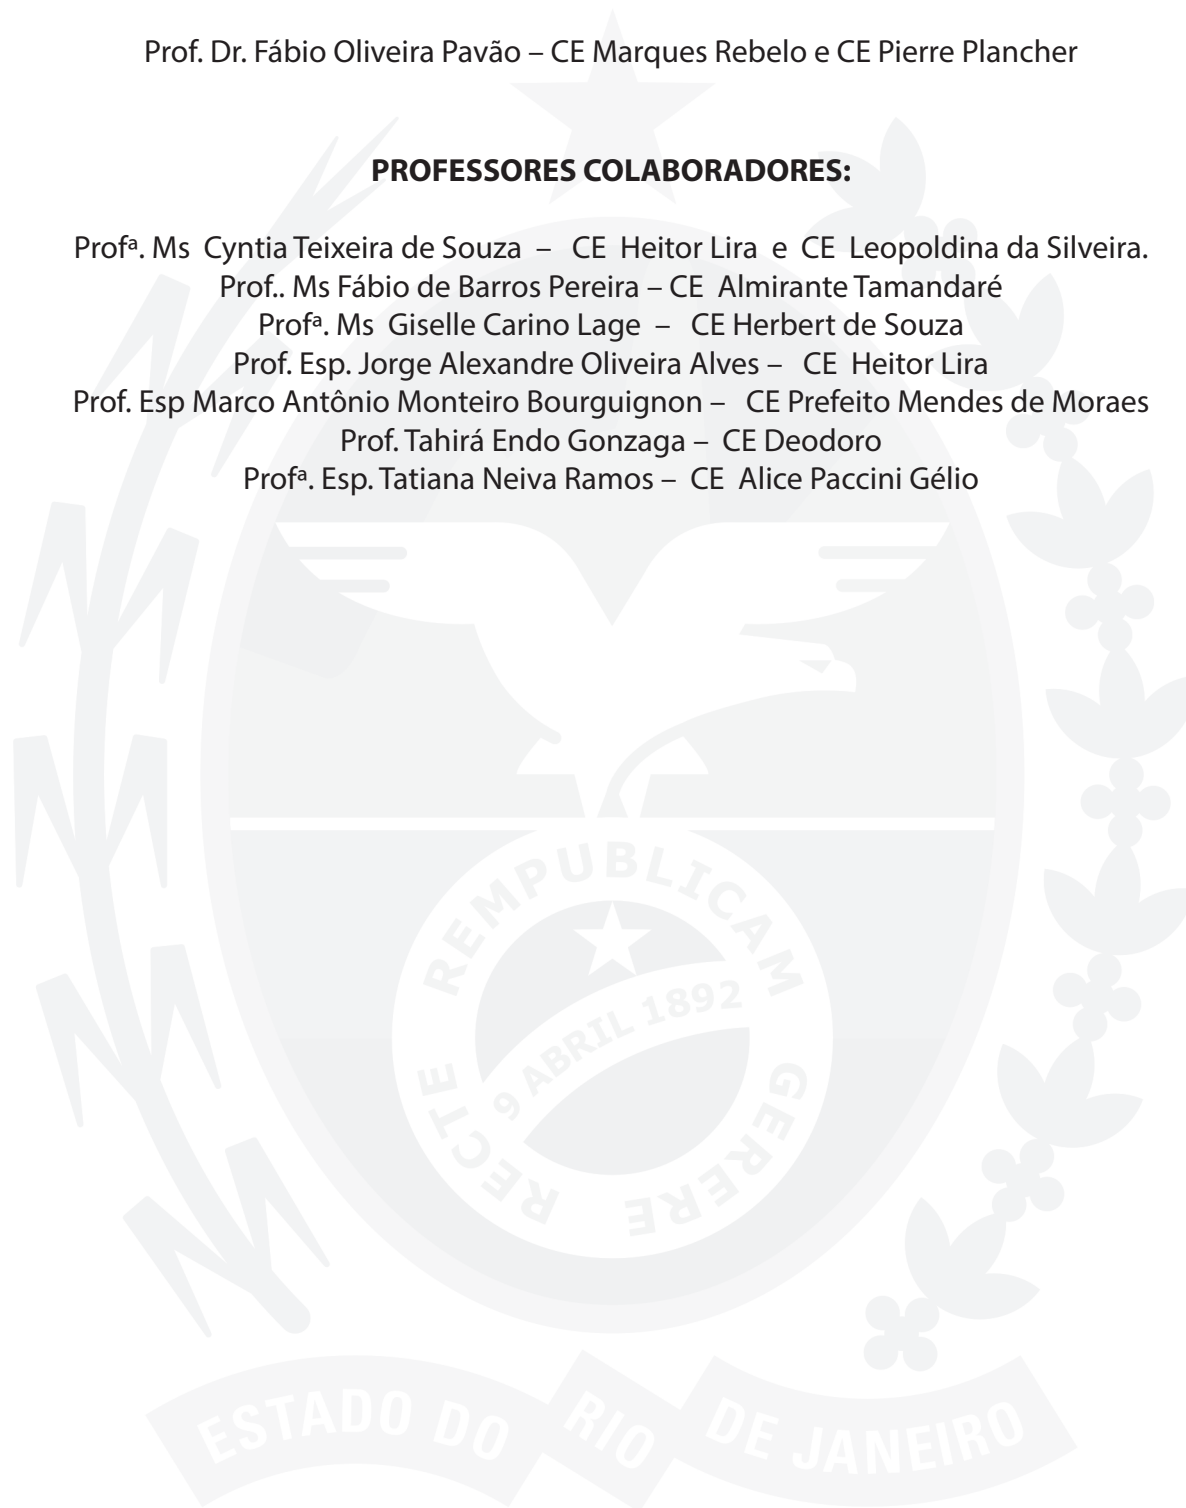 Prof. Dr. Fábio Oliveira Pavão – CE Marques Rebelo e CE Pierre Plancher
PROFESSORES COLABORADORES:
Profª. Ms Cyntia Teixeira de Souza – CE Heitor Lira e CE Leopoldina da Silveira.
Prof.. Ms Fábio de Barros Pereira – CE Almirante Tamandaré
Profª. Ms Giselle Carino Lage – CE Herbert de Souza
Prof. Esp. Jorge Alexandre Oliveira Alves – CE Heitor Lira
Prof. Esp Marco Antônio Monteiro Bourguignon – CE Prefeito Mendes de Moraes
Prof. Tahirá Endo Gonzaga – CE Deodoro
Profª. Esp. Tatiana Neiva Ramos – CE Alice Paccini Gélio
RECTE REMPUBLICAM GERERE
9 ABRIL 1892
ESTADO DO RIO DE JANEIRO